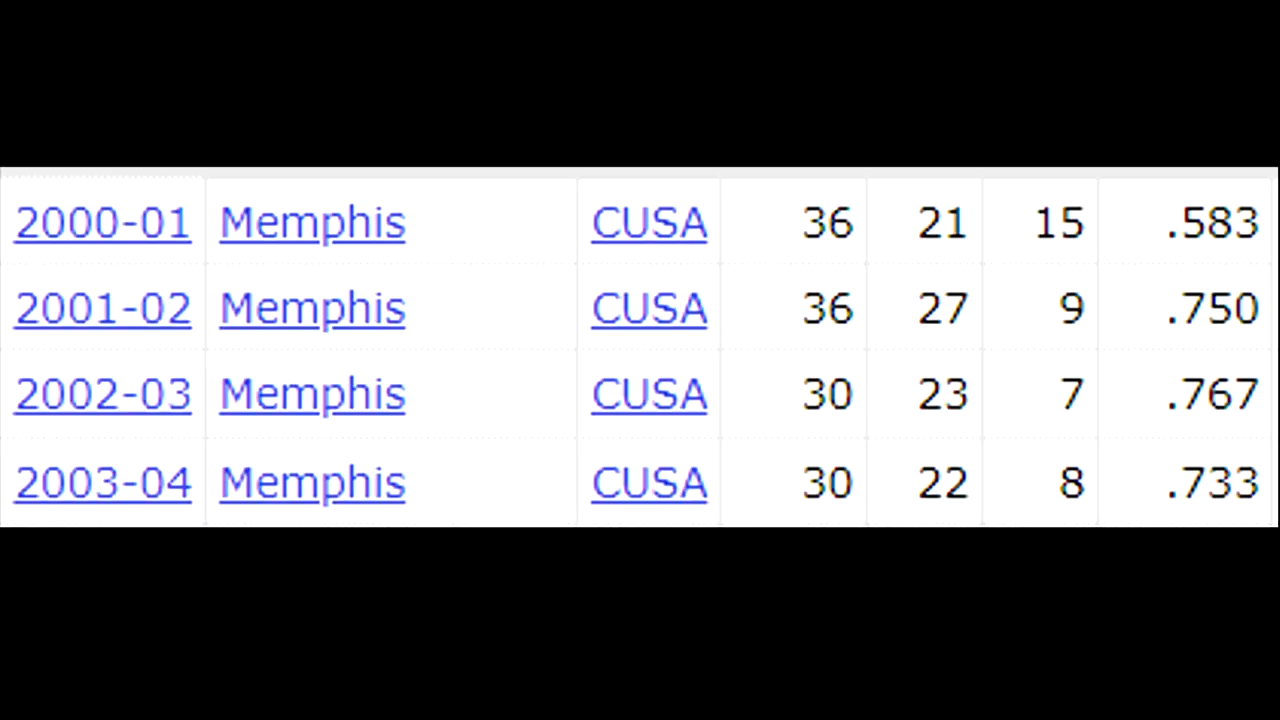 2000-01 Memphis CUSA 36 21 15 .583
2001-02 Memphis CUSA 36 27 9 .750
2002-03 Memphis CUSA 30 23 7 .767
2003-04 Memphis CUSA 30 22 8 .733